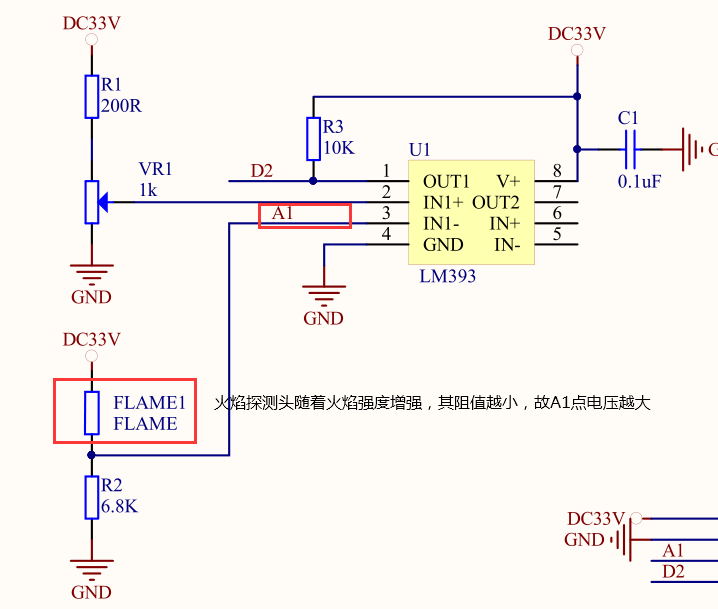 DC33V
DC33V
R1
200R
C1
0.1uF
R3
10K
U1
VR1
1k
D2
1
OUT1
V+
8
2
IN1+
OUT2
7
A1
3
IN1-
IN+
6
4
GND
IN-
5
LM393
GND
GND
DC33V
FLAME1
FLAME
火焰探测头随着火焰强度增强，其阻值越小，故A1点电压越大
R2
6.8K
GND
DC33V
GND
A1
D2